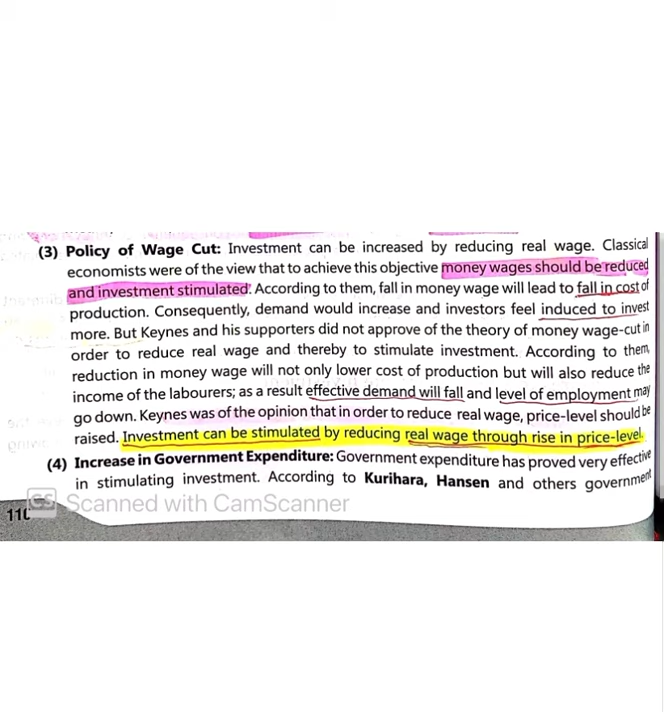 (3) Policy of Wage Cut: Investment can be increased by reducing real wage. Classical
economists were of the view that to achieve this objective money wages should be reduced
and investment stimulated. According to them, fall in money wage will lead to fall in cost of
production. Consequently, demand would increase and investors feel induced to invest
more. But Keynes and his supporters did not approve of the theory of money wage-cut in
order to reduce real wage and thereby to stimulate investment. According to them,
reduction in money wage will not only lower cost of production but will also reduce the
income of the labourers; as a result effective demand will fall and level of employment may
go down. Keynes was of the opinion that in order to reduce real wage, price-level should be
raised. Investment can be stimulated by reducing real wage through rise in price-level.
(4) Increase in Government Expenditure: Government expenditure has proved very effective
in stimulating investment. According to Kurihara, Hansen and others government
CS Scanned with CamScanner